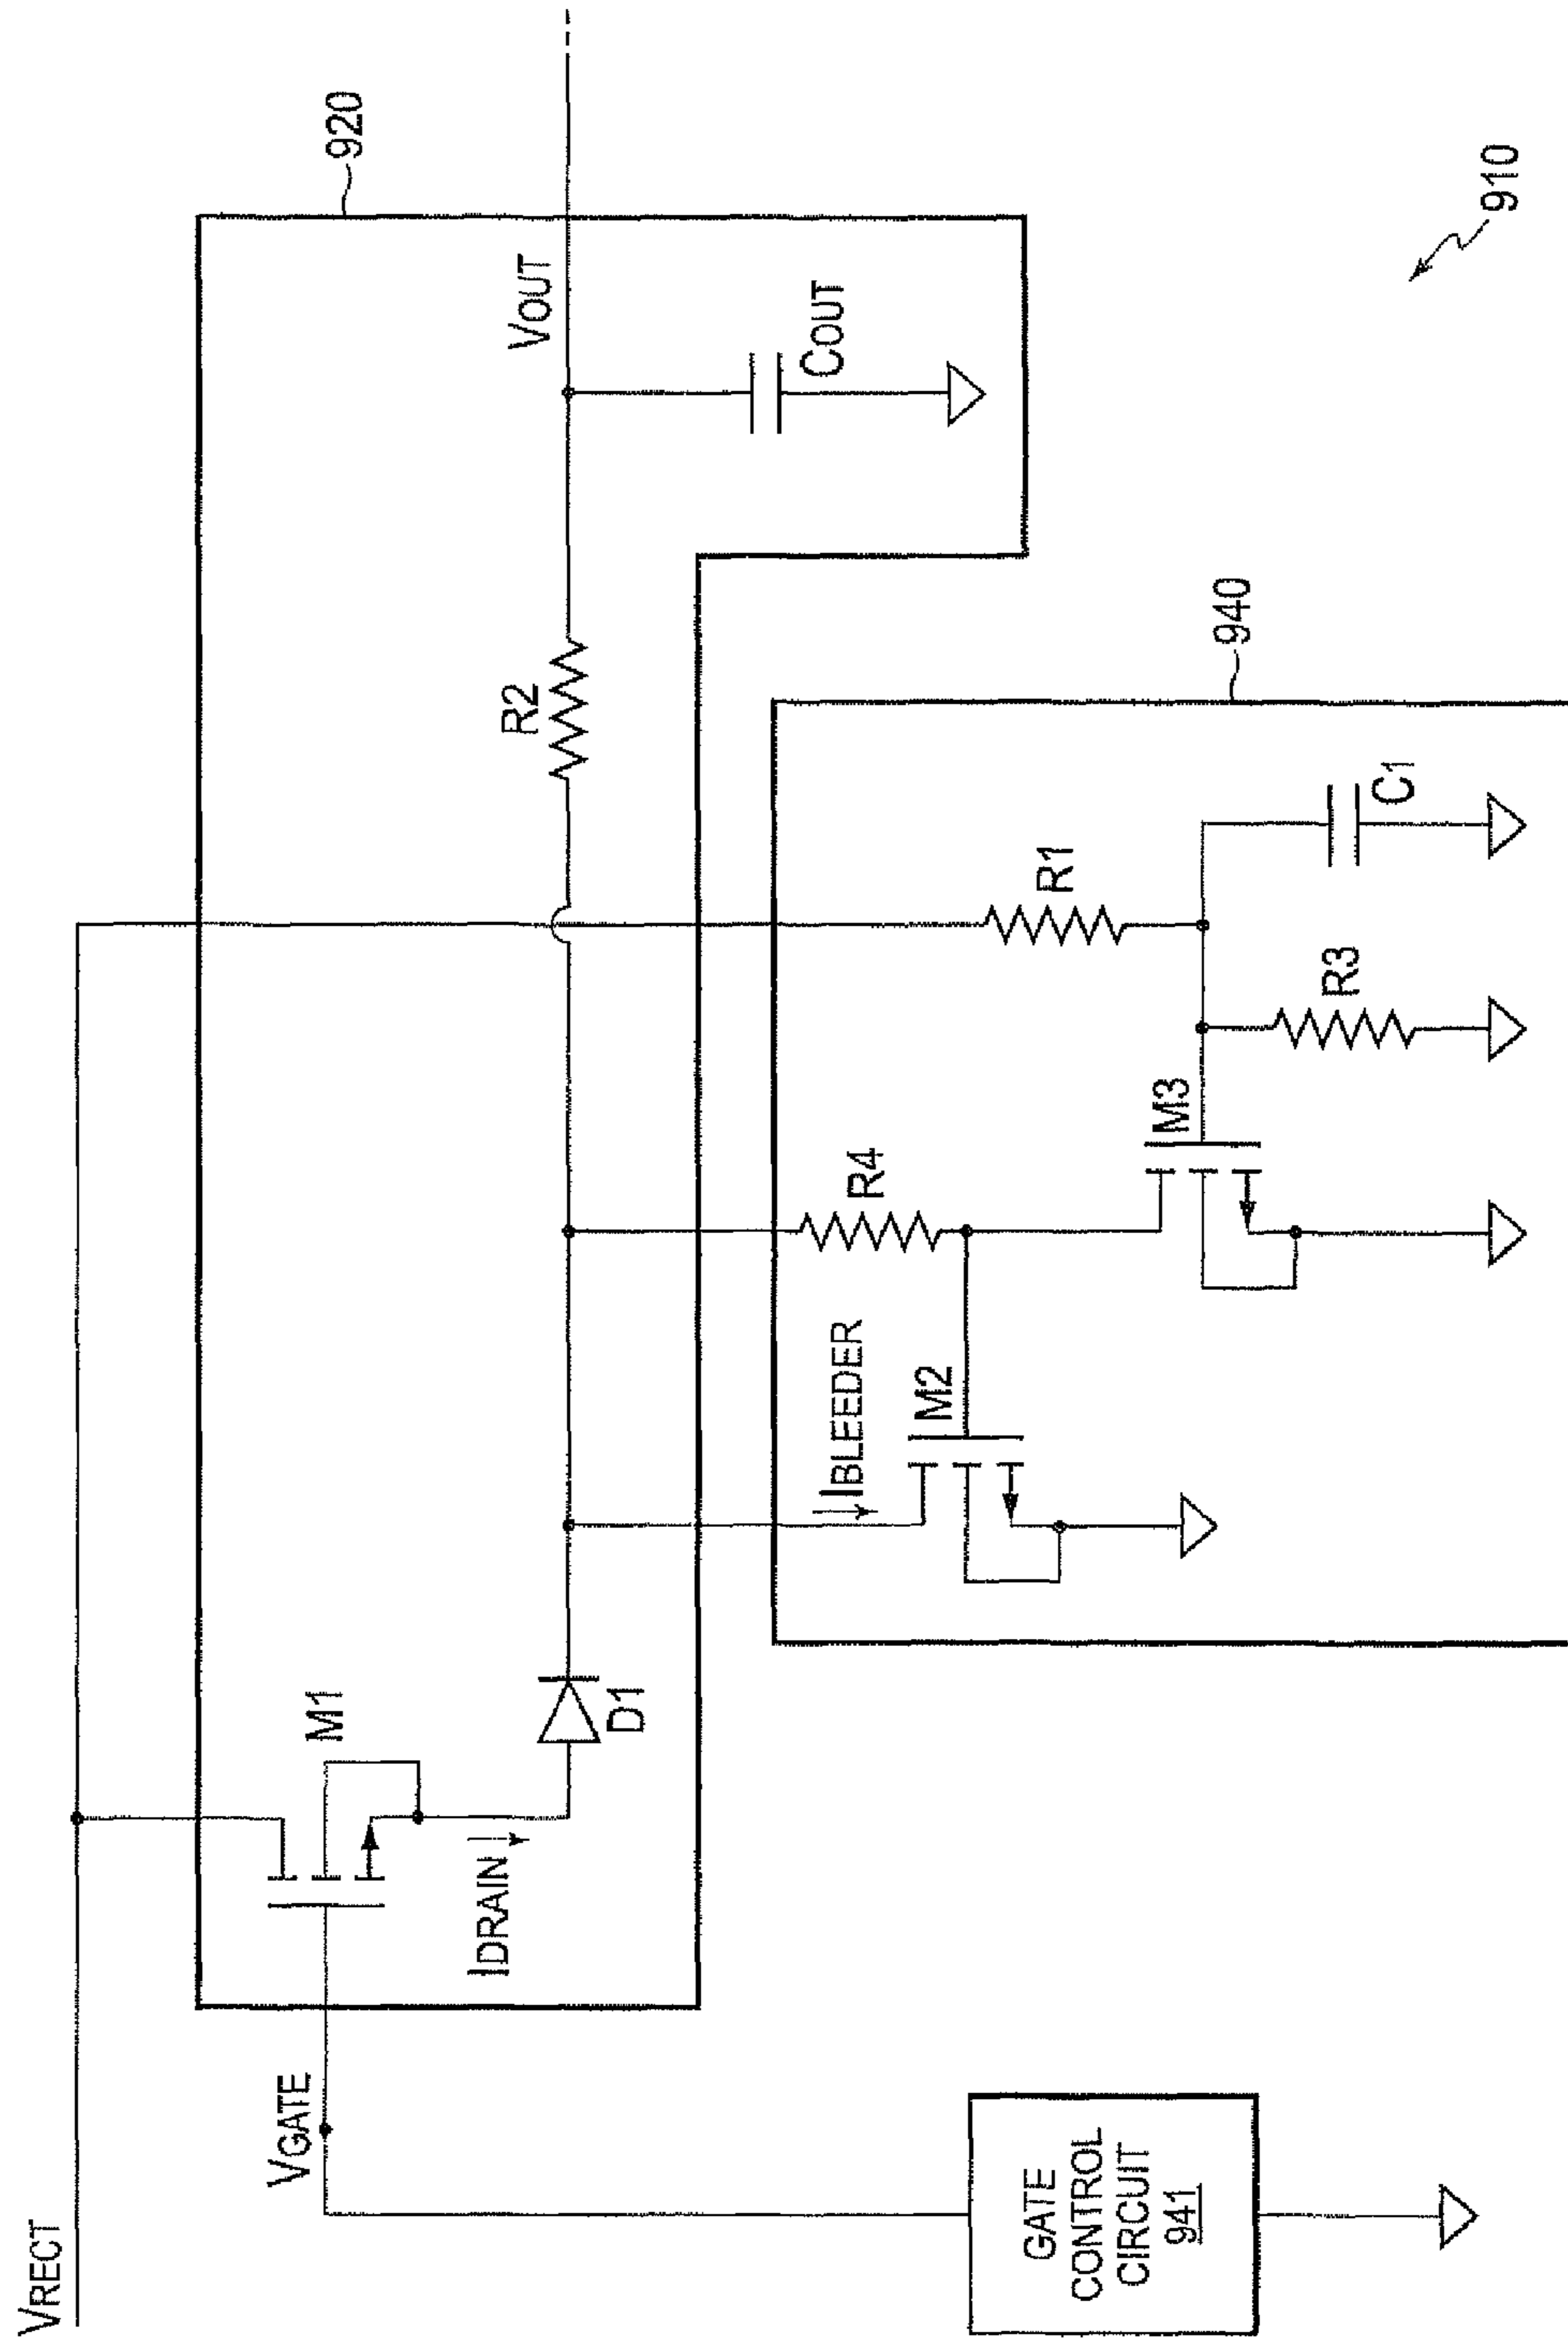 VRECT
VGATE
GATE
CONTROL
CIRCUIT
941
M1
IDRAIN
D1
IBLEEDER
M2
R4
M3
R3
R1
C1
R2
VOUT
COUT
920
940
910